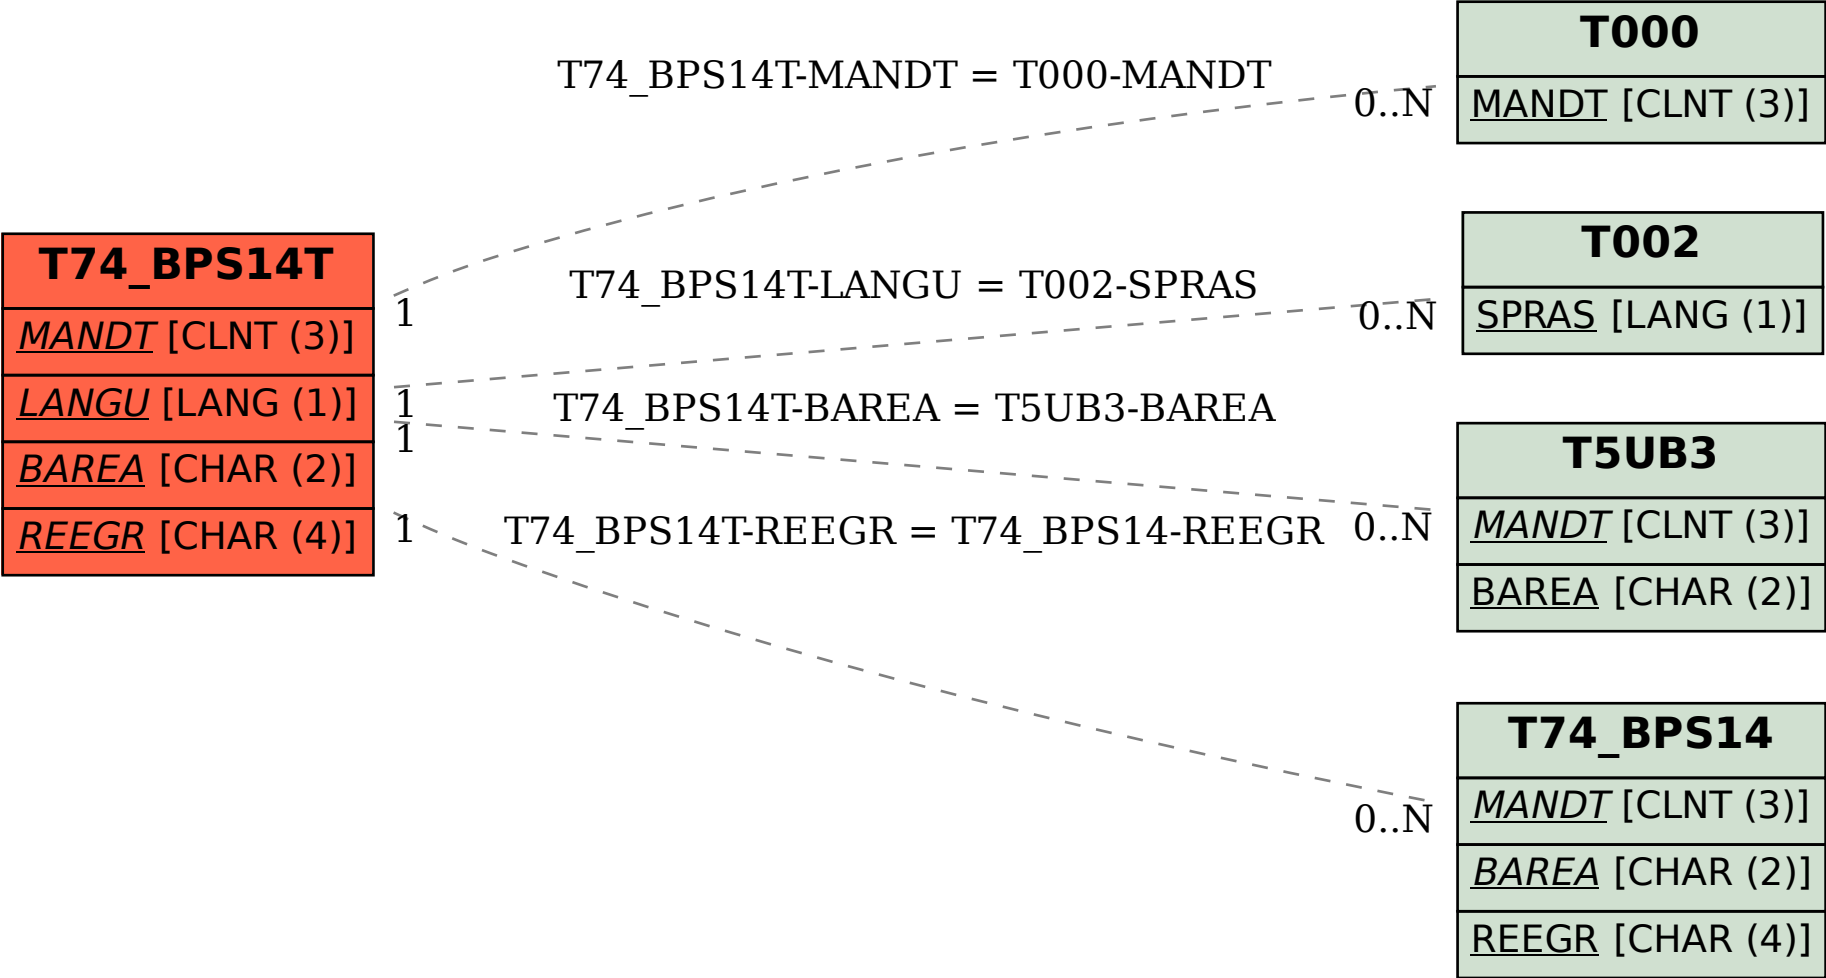 T74_BPS14T
MANDT [CLNT (3)]
LANGU [LANG (1)]
BAREA [CHAR (2)]
REEGR [CHAR (4)]
T74_BPS14T-MANDT = T000-MANDT
1
0..N
T74_BPS14T-LANGU = T002-SPRAS
1
0..N
T74_BPS14T-BAREA = T5UB3-BAREA
1
0..N
T74_BPS14T-REEGR = T74_BPS14-REEGR
1
0..N
T000
MANDT [CLNT (3)]
T002
SPRAS [LANG (1)]
T5UB3
MANDT [CLNT (3)]
BAREA [CHAR (2)]
T74_BPS14
MANDT [CLNT (3)]
BAREA [CHAR (2)]
REEGR [CHAR (4)]